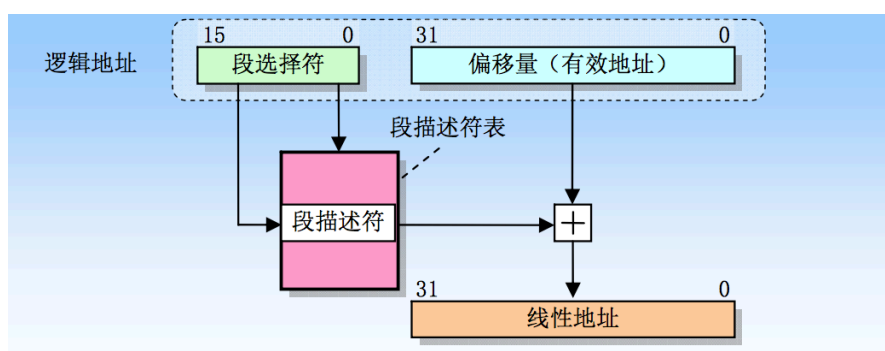 15 0 31 0
逻辑地址 段选择符 偏移量（有效地址）
段描述符表
段描述符 +
31 0
线性地址